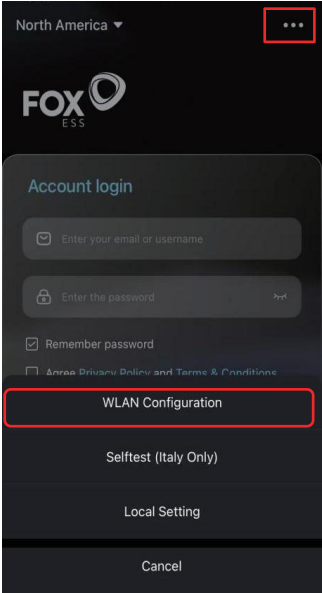 North America
FOX
ESS
Account login
Enter your email or username
Enter the password
Remember password
Agree Privacy Policy and Terms & Conditions
WLAN Configuration
Selftest (Italy Only)
Local Setting
Cancel